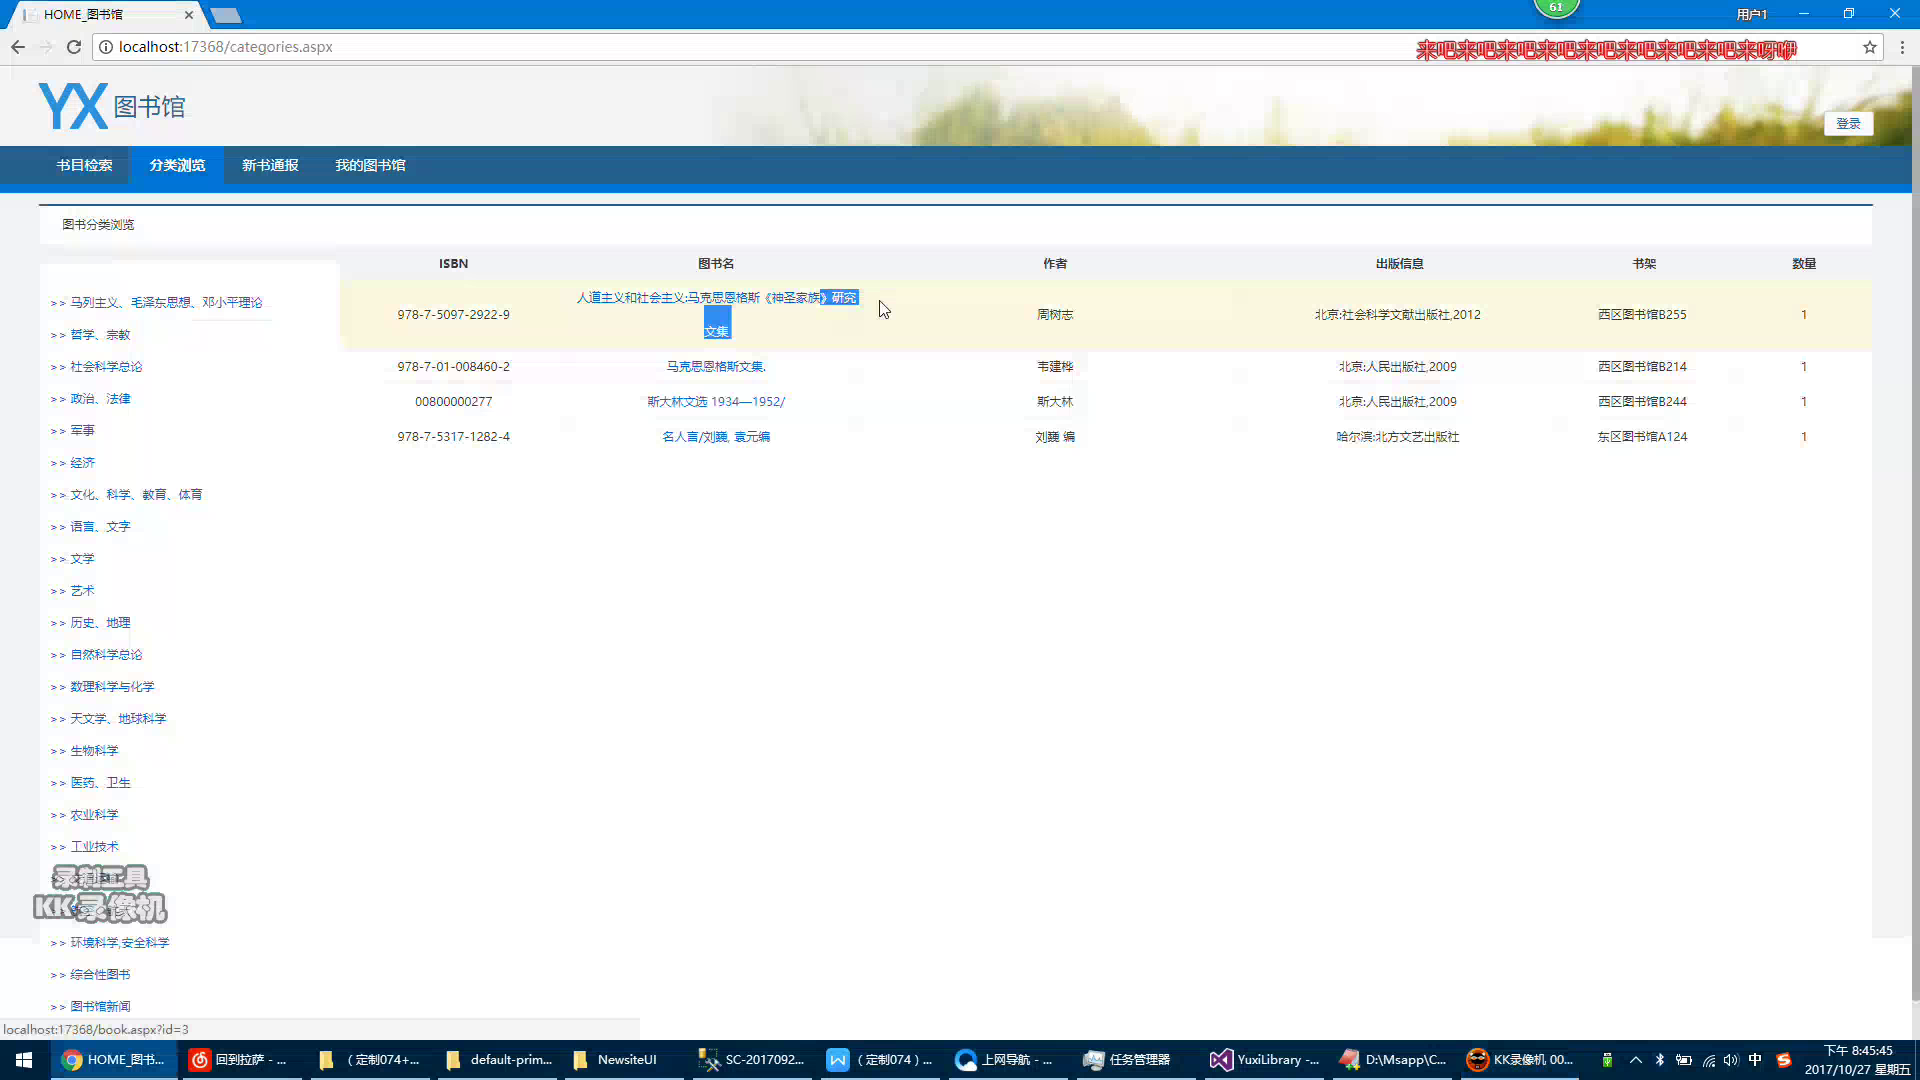 HOME_图书馆
61
用户1
localhost:17368/categories.aspx
来吧来吧来吧来吧来吧来吧来吧来吧来呀咿
YX 图书馆
登录
书目检索 分类浏览 新书通报 我的图书馆
图书分类浏览
ISBN 图书名 作者 出版信息 书架 数量
978-7-5097-2922-9 人道主义和社会主义:马克思恩格斯《神圣家族》研究 周树志 北京:社会科学文献出版社,2012 西区图书馆B255 1
文集
978-7-01-008460-2 马克思恩格斯文集. 韦建桦 北京:人民出版社,2009 西区图书馆B214 1
00800000277 斯大林文选 1934—1952/ 斯大林 北京:人民出版社,2009 西区图书馆B244 1
978-7-5317-1282-4 名人言/刘巍, 袁元编 刘巍 编 哈尔滨:北方文艺出版社 东区图书馆A124 1
>> 马列主义、毛泽东思想、邓小平理论
>> 哲学、宗教
>> 社会科学总论
>> 政治、法律
>> 军事
>> 经济
>> 文化、科学、教育、体育
>> 语言、文字
>> 文学
>> 艺术
>> 历史、地理
>> 自然科学总论
>> 数理科学与化学
>> 天文学、地球科学
>> 生物科学
>> 医药、卫生
>> 农业科学
>> 工业技术
录制工具
KK录像机
>> 环境科学,安全科学
>> 综合性图书
>> 图书馆新闻
localhost:17368/book.aspx?id=3
HOME_图书... 回到拉萨 - ... （定制074+... default-prim... NewsiteUI SC-2017092... （定制074）... 上网导航 - ... 任务管理器 YuxiLibrary -... D:\Msapp\C... KK录像机 00... 中
下午 8:45:45
2017/10/27 星期五